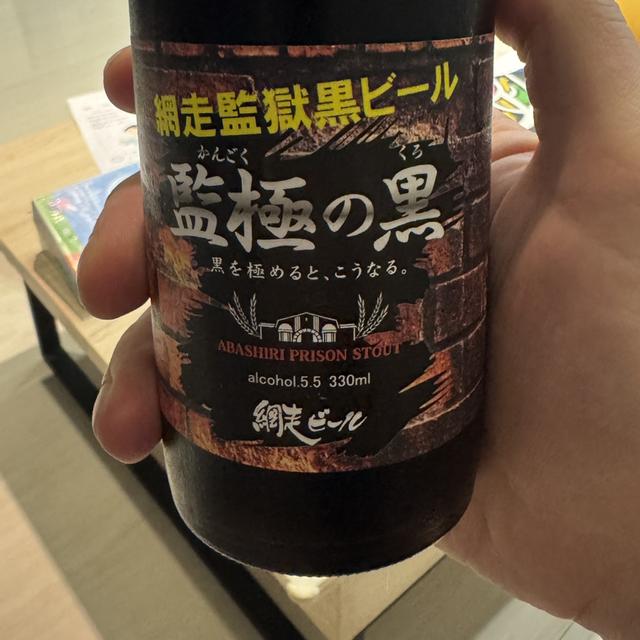 網走監獄黒ビール
かんごく くろ
監極の黒
黒を極めると、こうなる。
ABASHIRI PRISON STOUT
alcohol.5.5 330ml
網走ビール